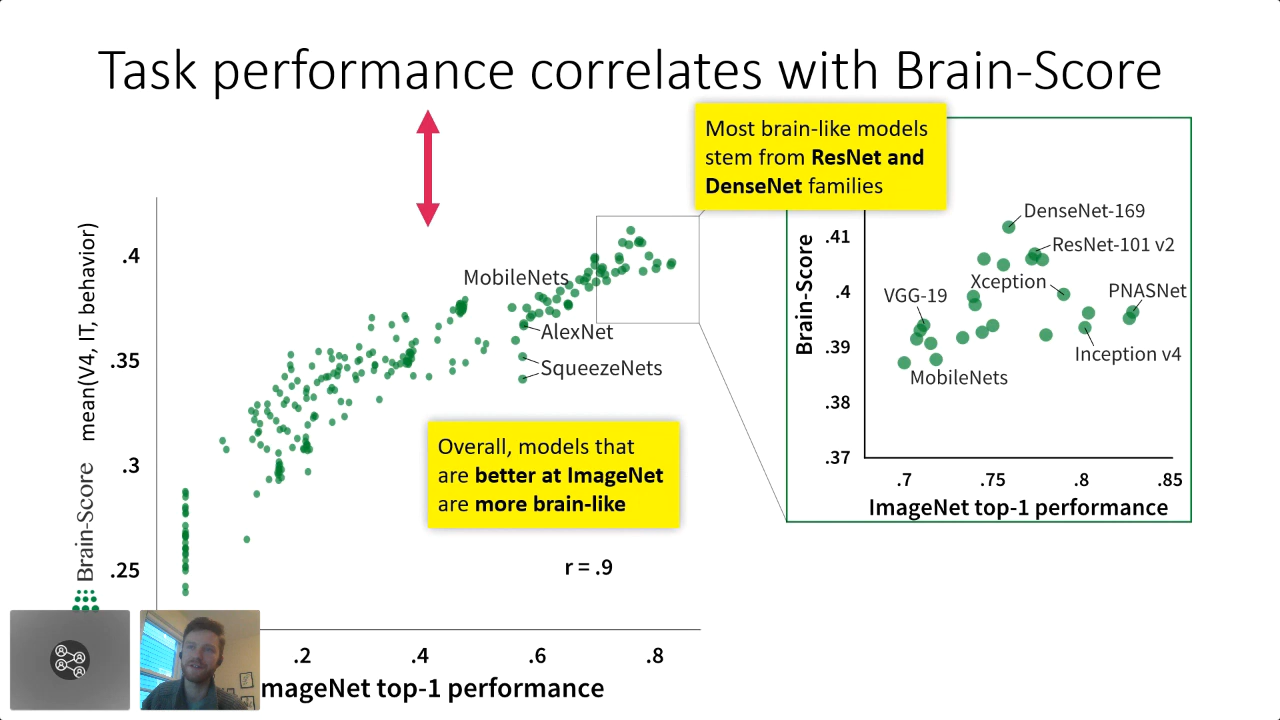 Task performance correlates with Brain-Score
Most brain-like models
stem from ResNet and
DenseNet families
mean(V4, IT, behavior)
Brain-Score
.4
.35
.3
.25
MobileNets
AlexNet
SqueezeNets
Overall, models that
are better at ImageNet
are more brain-like
r = .9
.2
.4
.6
.8
mageNet top-1 performance
Brain-Score
.41
.4
.39
.38
.37
DenseNet-169
ResNet-101 v2
Xception
PNASNet
VGG-19
Inception v4
MobileNets
.7
.75
.8
.85
ImageNet top-1 performance